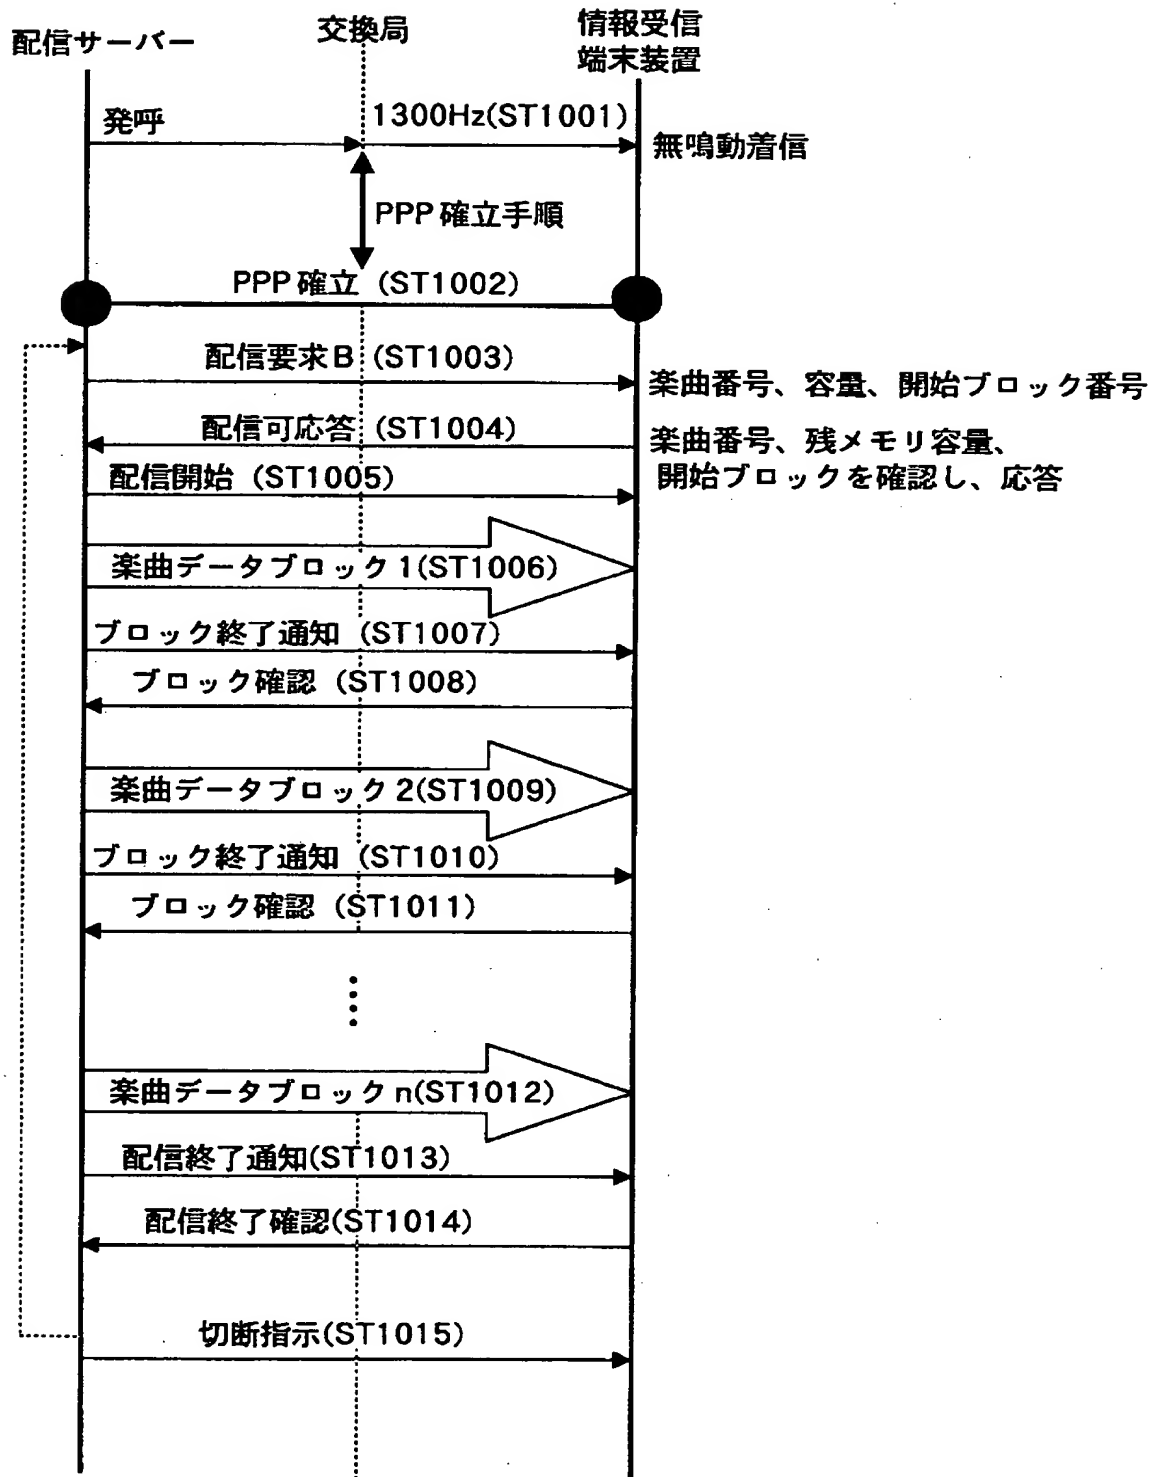 配信サーバー
交換局
情報受信
端末装置
発呼
1300Hz(ST1001)
無鳴動着信
PPP確立手順
PPP確立 (ST1002)
配信要求B (ST1003)
楽曲番号、容量、開始ブロック番号
配信可応答 (ST1004)
楽曲番号、残メモリ容量、
開始ブロックを確認し、応答
配信開始 (ST1005)
楽曲データブロック1(ST1006)
ブロック終了通知 (ST1007)
ブロック確認 (ST1008)
楽曲データブロック2(ST1009)
ブロック終了通知 (ST1010)
ブロック確認 (ST1011)
楽曲データブロックn(ST1012)
配信終了通知(ST1013)
配信終了確認(ST1014)
切断指示(ST1015)